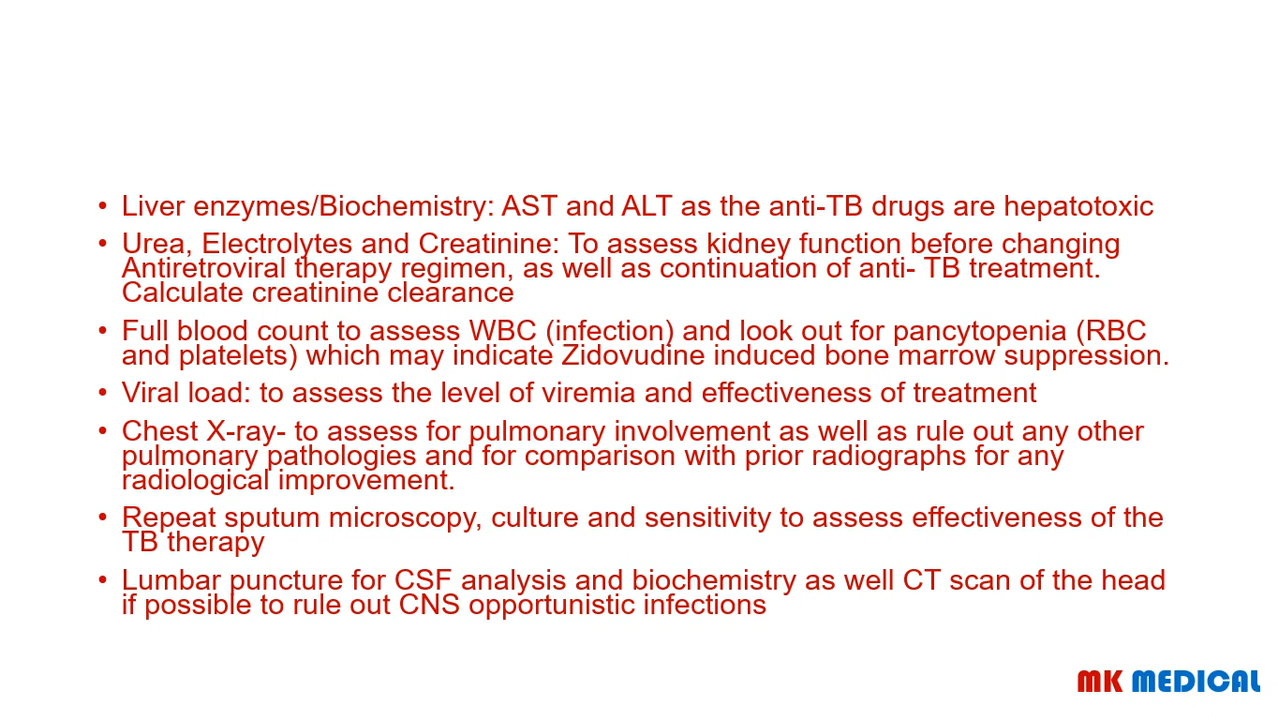 • Liver enzymes/Biochemistry: AST and ALT as the anti-TB drugs are hepatotoxic
• Urea, Electrolytes and Creatinine: To assess kidney function before changing
Antiretroviral therapy regimen, as well as continuation of anti- TB treatment.
Calculate creatinine clearance
• Full blood count to assess WBC (infection) and look out for pancytopenia (RBC
and platelets) which may indicate Zidovudine induced bone marrow suppression.
• Viral load: to assess the level of viremia and effectiveness of treatment
• Chest X-ray- to assess for pulmonary involvement as well as rule out any other
pulmonary pathologies and for comparison with prior radiographs for any
radiological improvement.
• Repeat sputum microscopy, culture and sensitivity to assess effectiveness of the
TB therapy
• Lumbar puncture for CSF analysis and biochemistry as well CT scan of the head
if possible to rule out CNS opportunistic infections
MK MEDICAL